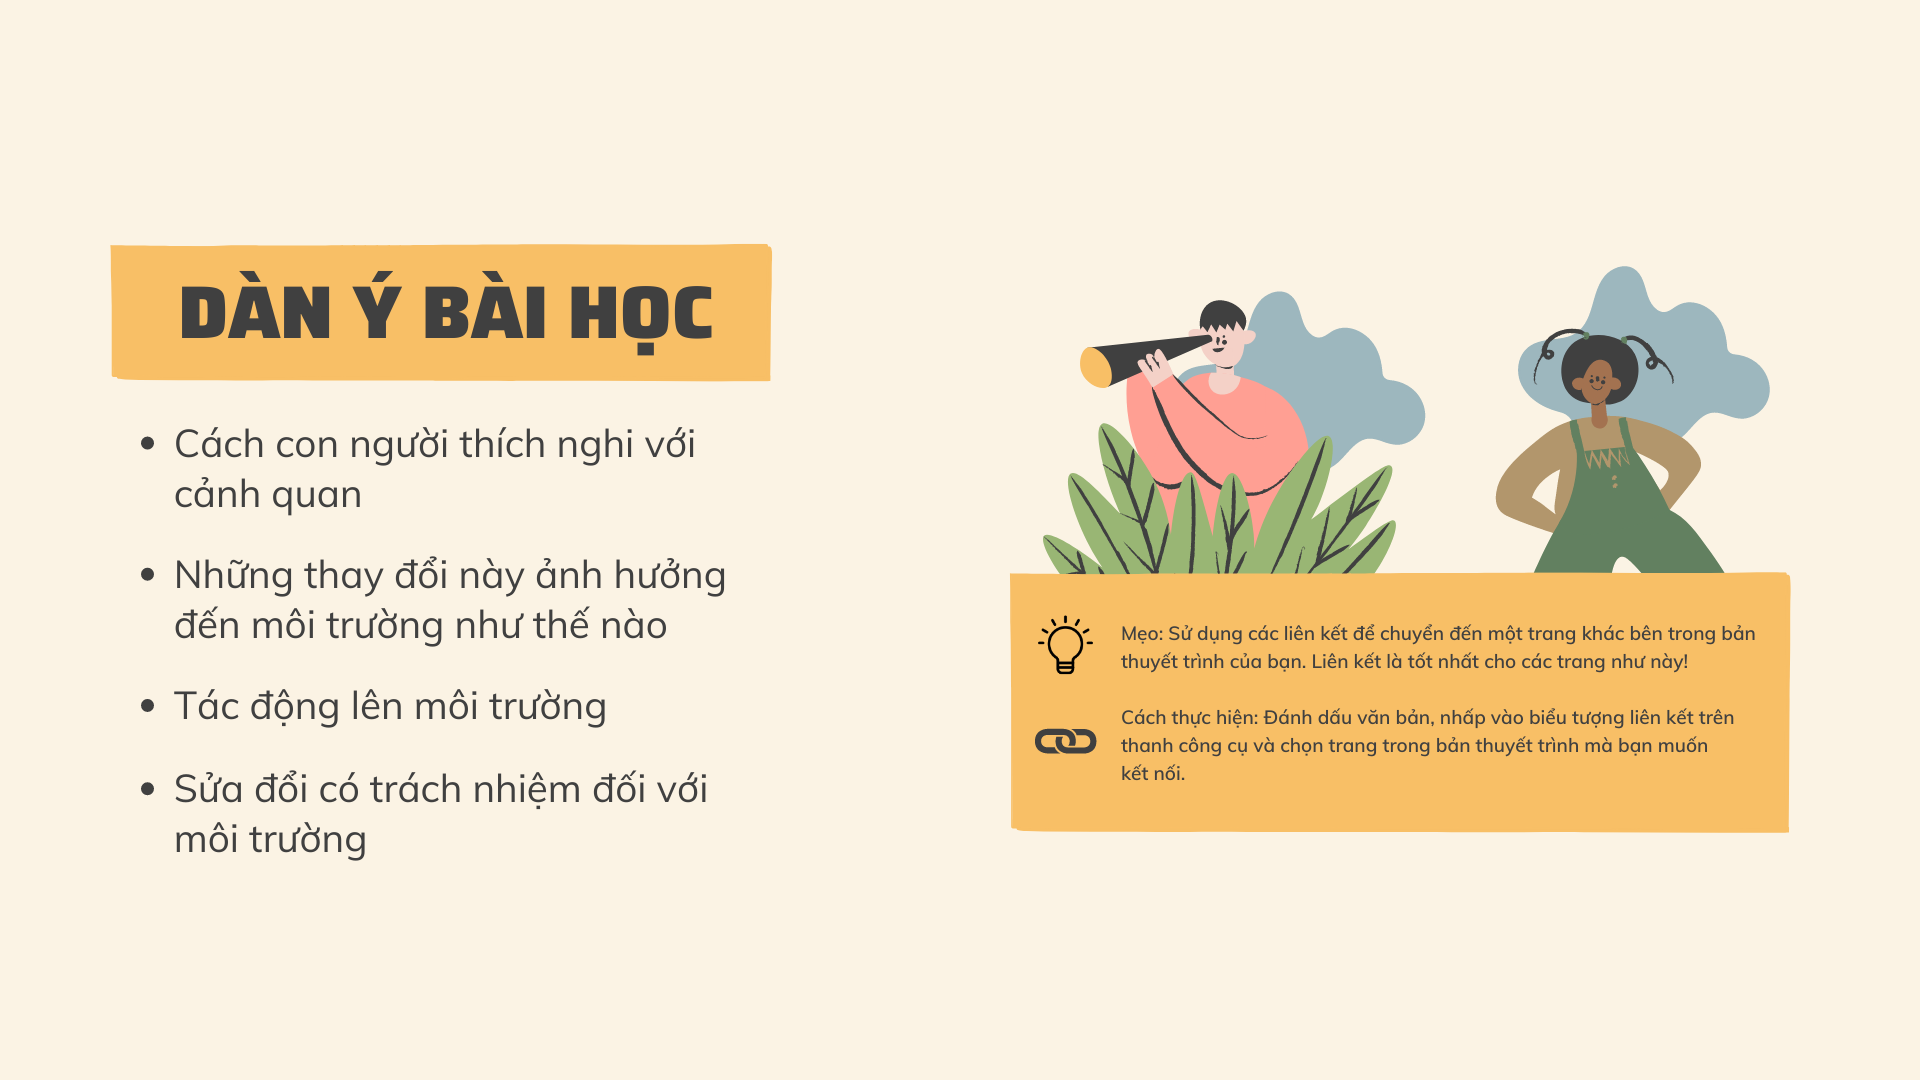 DÀN Ý BÀI HỌC
Cách con người thích nghi với
cảnh quan
Những thay đổi này ảnh hưởng
đến môi trường như thế nào
Tác động lên môi trường
Sửa đổi có trách nhiệm đối với
môi trường
Mẹo: Sử dụng các liên kết để chuyển đến một trang khác bên trong bản
thuyết trình của bạn. Liên kết là tốt nhất cho các trang như này!
Cách thực hiện: Đánh dấu văn bản, nhấp vào biểu tượng liên kết trên
thanh công cụ và chọn trang trong bản thuyết trình mà bạn muốn
kết nối.